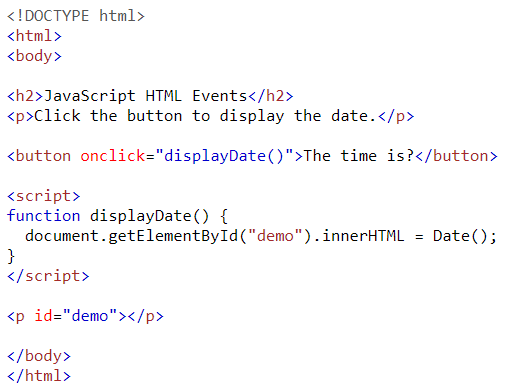 <!DOCTYPE html>
<html>
<body>
<h2>JavaScript HTML Events</h2>
<p>Click the button to display the date.</p>
<button onclick="displayDate()">The time is?</button>
<script>
function displayDate() {
  document.getElementById("demo").innerHTML = Date();
}
</script>
<p id="demo"></p>
</body>
</html>